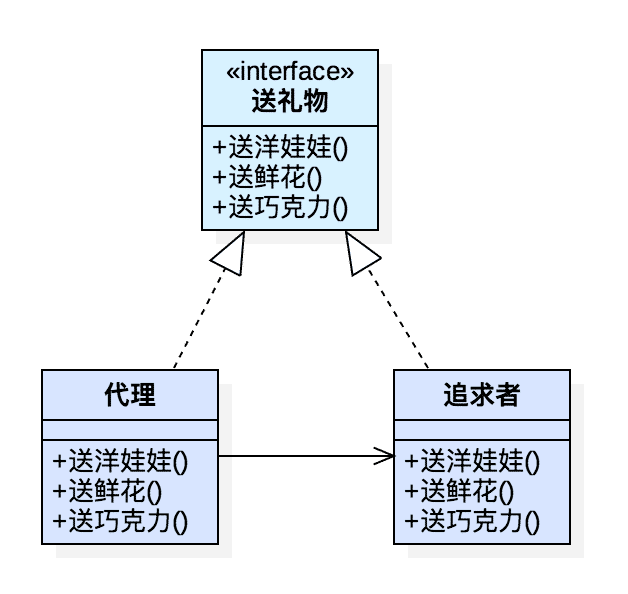 «interface»
送礼物
+送洋娃娃()
+送鲜花()
+送巧克力()
代理
+送洋娃娃()
+送鲜花()
+送巧克力()
追求者
+送洋娃娃()
+送鲜花()
+送巧克力()